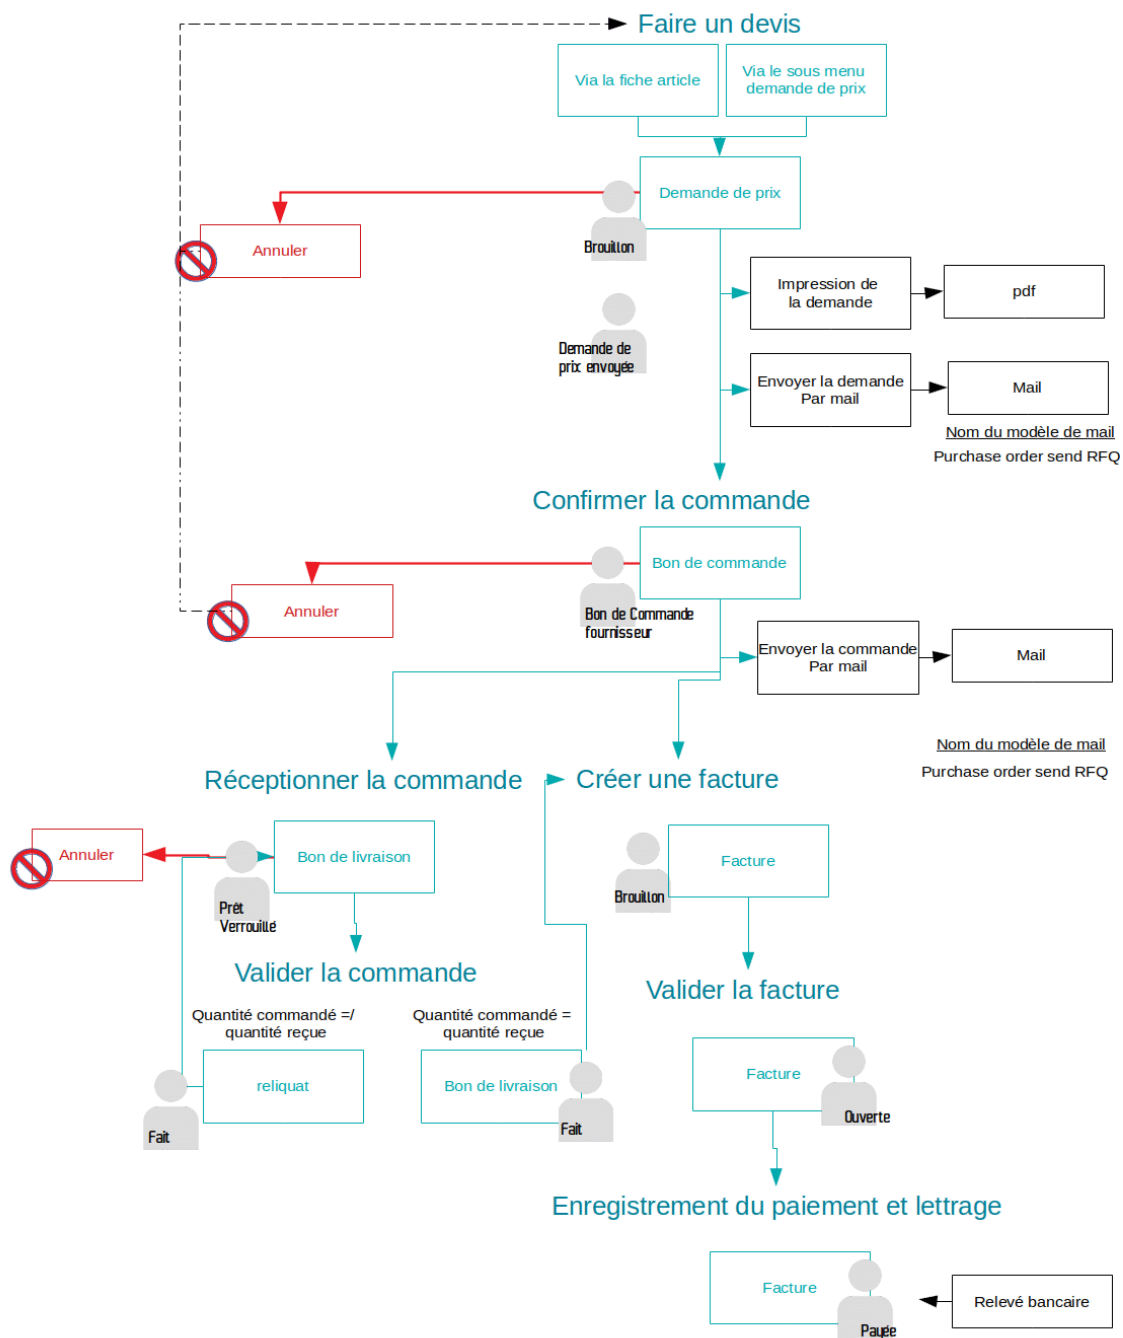 Faire un devis
Via la fiche article
Via le sous menu
demande de prix
Demande de prix
Brouillon
Annuler
Impression de
la demande
pdf
Demande de
prix envoyée
Envoyer la demande
Par mail
Mail
Nom du modèle de mail
Purchase order send RFQ
Confirmer la commande
Bon de commande
Annuler
Bon de Commande
fournisseur
Envoyer la commande
Par mail
Mail
Nom du modèle de mail
Purchase order send RFQ
Réceptionner la commande
Créer une facture
Annuler
Bon de livraison
Prêt
Verrouillé
Facture
Brouillon
Valider la commande
Valider la facture
Quantité commandé =/
quantité reçue
Quantité commandé =
quantité reçue
reliquat
Fait
Bon de livraison
Fait
Facture
Ouverte
Enregistrement du paiement et lettrage
Facture
Payée
Relevé bancaire